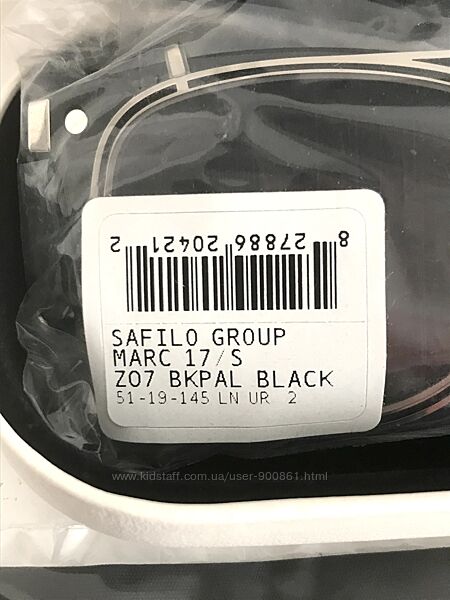 8 27886 20421 2
SAFILO GROUP
MARC 17/S
Z07 BKPAL BLACK
51-19-145 LN UR 2
www.kidstaff.com.ua/user-900861.html